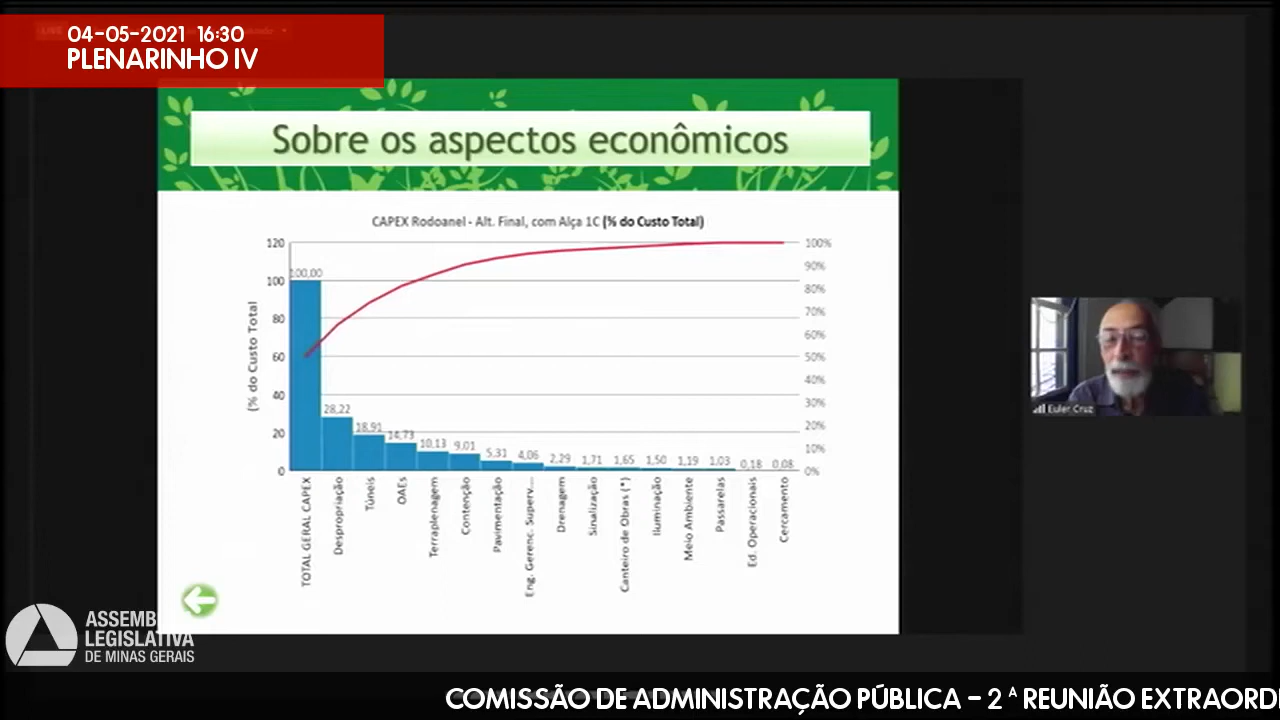 04-05-2021 16:30
PLENARINHO IV
Sobre os aspectos econômicos
CAPEX Rodoanel - Alt. Final, com Alça 1C (% do Custo Total)
120
100
80
60
40
20
0
(% do Custo Total
100%
90%
80%
70%
60%
50%
40%
30%
20%
10%
0%
100,00
28,22
18,91
14,73
10,13
9,01
5,31
4,06
2,29
1,71
1,65
1,50
1,19
1,03
0,18
0,08
TOTAL GERAL CAPEX
Despropriação
Túneis
OAEs
Terraplenagem
Contenção
Pavimentação
Eng. Gerenc. Superv...
Drenagem
Sinalização
Canteiro de Obras (*)
Iluminação
Meio Ambiente
Passarelas
Ed. Operacionais
Cercamento
Euler Cruz
ASSEMB
LEGISLATIVA
DE MINAS GERAIS
COMISSÃO DE ADMINISTRAÇÃO PÚBLICA - 2 ª REUNIÃO EXTRAORD